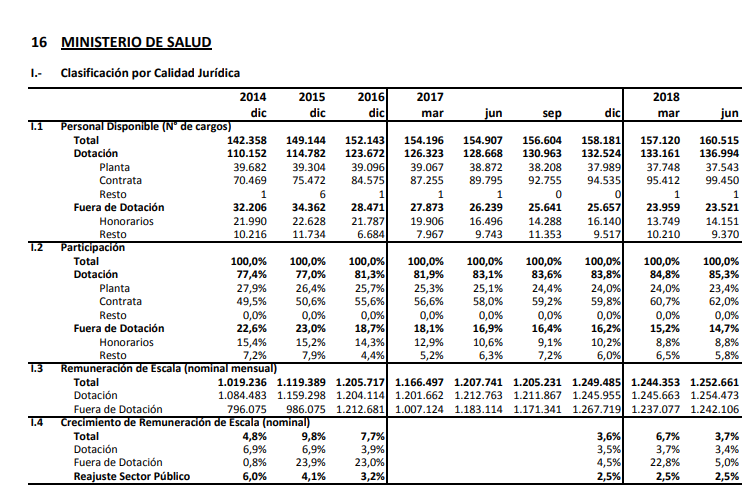 16 MINISTERIO DE SALUD
I.- Clasificación por Calidad Jurídica
2014 2015 2016 2017 2018
dic dic dic mar jun sep dic mar jun
I.1 Personal Disponible (N° de cargos)
Total 142.358 149.144 152.143 154.196 154.907 156.604 158.181 157.120 160.515
Dotación 110.152 114.782 123.672 126.323 128.668 130.963 132.524 133.161 136.994
Planta 39.682 39.304 39.096 39.067 38.872 38.208 37.989 37.748 37.543
Contrata 70.469 75.472 84.575 87.255 89.795 92.755 94.535 95.412 99.450
Resto 1 6 1 1 1 0 0 1 1
Fuera de Dotación 32.206 34.362 28.471 27.873 26.239 25.641 25.657 23.959 23.521
Honorarios 21.990 22.628 21.787 19.906 16.496 14.288 16.140 13.749 14.151
Resto 10.216 11.734 6.684 7.967 9.743 11.353 9.517 10.210 9.370
I.2 Participación
Total 100,0% 100,0% 100,0% 100,0% 100,0% 100,0% 100,0% 100,0% 100,0%
Dotación 77,4% 77,0% 81,3% 81,9% 83,1% 83,6% 83,8% 84,8% 85,3%
Planta 27,9% 26,4% 25,7% 25,3% 25,1% 24,4% 24,0% 24,0% 23,4%
Contrata 49,5% 50,6% 55,6% 56,6% 58,0% 59,2% 59,8% 60,7% 62,0%
Resto 0,0% 0,0% 0,0% 0,0% 0,0% 0,0% 0,0% 0,0% 0,0%
Fuera de Dotación 22,6% 23,0% 18,7% 18,1% 16,9% 16,4% 16,2% 15,2% 14,7%
Honorarios 15,4% 15,2% 14,3% 12,9% 10,6% 9,1% 10,2% 8,8% 8,8%
Resto 7,2% 7,9% 4,4% 5,2% 6,3% 7,2% 6,0% 6,5% 5,8%
I.3 Remuneración de Escala (nominal mensual)
Total 1.019.236 1.119.389 1.205.717 1.166.497 1.207.741 1.205.231 1.249.485 1.244.353 1.252.661
Dotación 1.084.483 1.159.298 1.204.114 1.201.662 1.212.763 1.211.867 1.245.955 1.245.663 1.254.473
Fuera de Dotación 796.075 986.075 1.212.681 1.007.124 1.183.114 1.171.341 1.267.719 1.237.077 1.242.106
I.4 Crecimiento de Remuneración de Escala (nominal)
Total 4,8% 9,8% 7,7% 3,6% 6,7% 3,7%
Dotación 6,9% 6,9% 3,9% 3,5% 3,7% 3,4%
Fuera de Dotación 0,8% 23,9% 23,0% 4,5% 22,8% 5,0%
Reajuste Sector Público 6,0% 4,1% 3,2% 2,5% 2,5% 2,5%